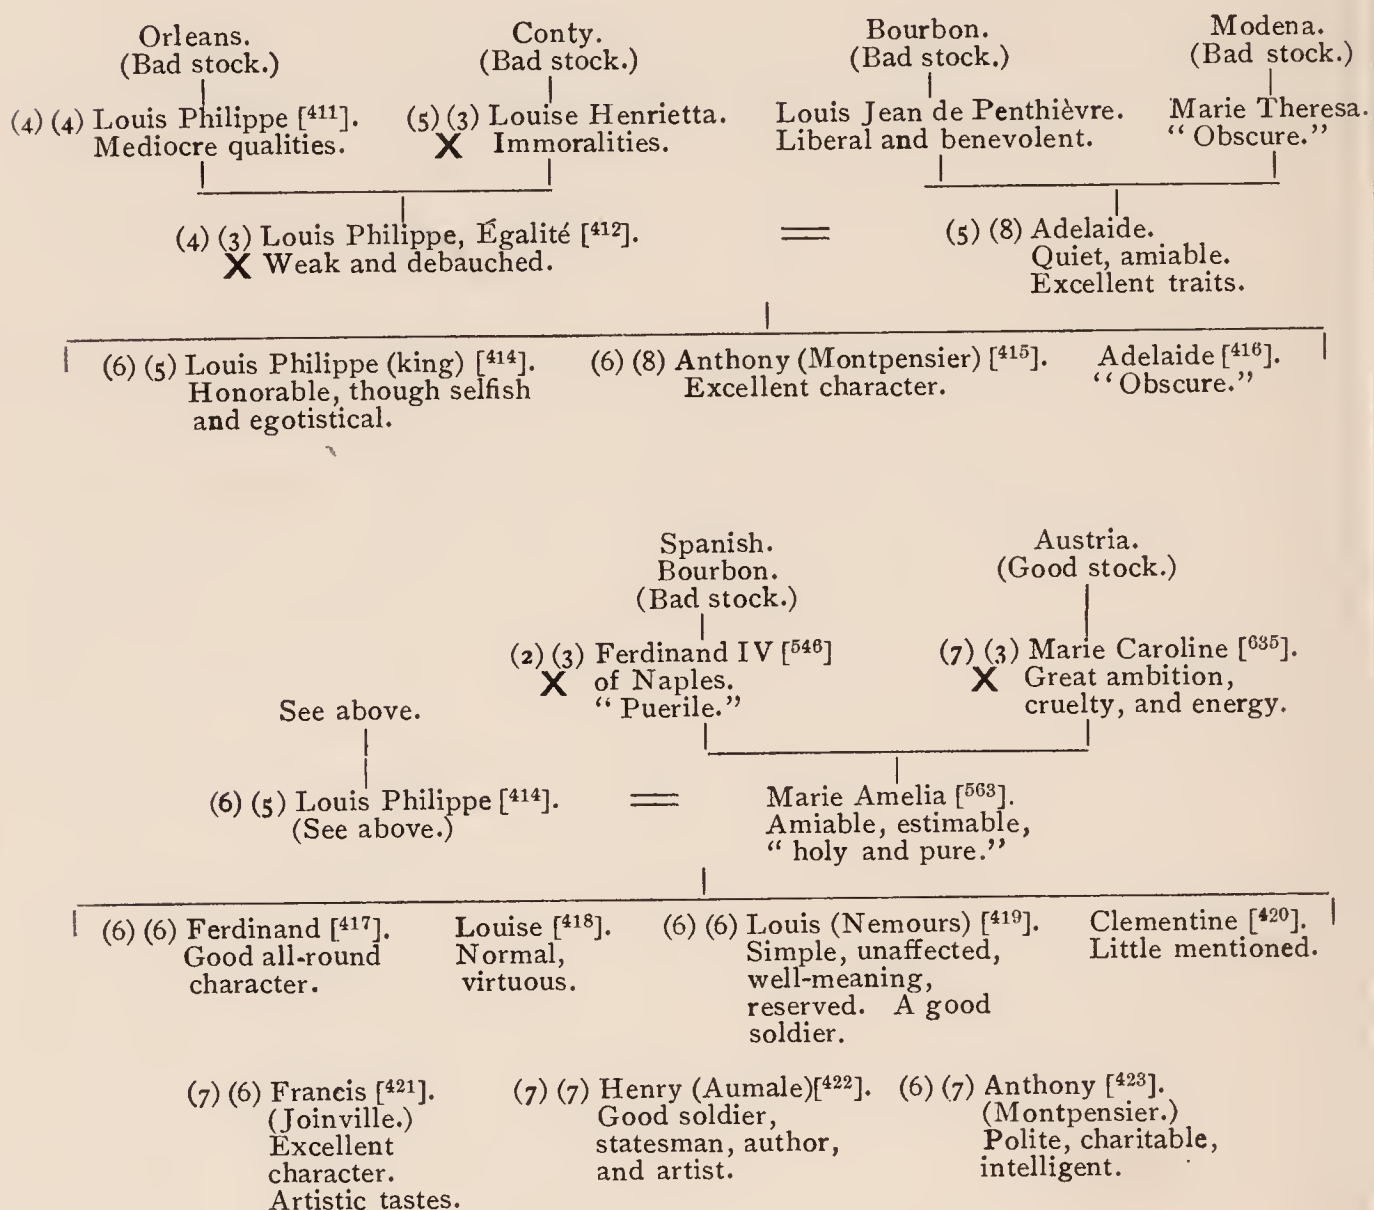 Orleans.
(Bad stock.)
Conty.
(Bad stock.)
Bourbon.
(Bad stock.)
Modena.
(Bad stock.)
(4) (4) Louis Philippe [411].
Mediocre qualities.
(5) (3) Louise Henrietta.
X Immoralities.
Louis Jean de Penthièvre.
Liberal and benevolent.
Marie Theresa.
“ Obscure.”
(4) (3) Louis Philippe, Égalité [412].
X Weak and debauched.
=
(5) (8) Adelaide.
Quiet, amiable.
Excellent traits.
(6) (5) Louis Philippe (king) [414].
Honorable, though selfish
and egotistical.
(6) (8) Anthony (Montpensier) [415].
Excellent character.
Adelaide [416].
“Obscure.”
Spanish.
Bourbon.
(Bad stock.)
Austria.
(Good stock.)
(2) (3) Ferdinand IV [546]
X of Naples.
“ Puerile.”
(7) (3) Marie Caroline [635].
X Great ambition,
cruelty, and energy.
See above.
(6) (5) Louis Philippe [414].
(See above.)
=
Marie Amelia [563].
Amiable, estimable,
“ holy and pure.”
(6) (6) Ferdinand [417].
Good all-round
character.
Louise [418].
Normal,
virtuous.
(6) (6) Louis (Nemours) [419].
Simple, unaffected,
well-meaning,
reserved. A good
soldier.
Clementine [420].
Little mentioned.
(7) (6) Francis [421].
(Joinville.)
Excellent
character.
Artistic tastes.
(7) (7) Henry (Aumale)[422].
Good soldier,
statesman, author,
and artist.
(6) (7) Anthony [423].
(Montpensier.)
Polite, charitable,
intelligent.